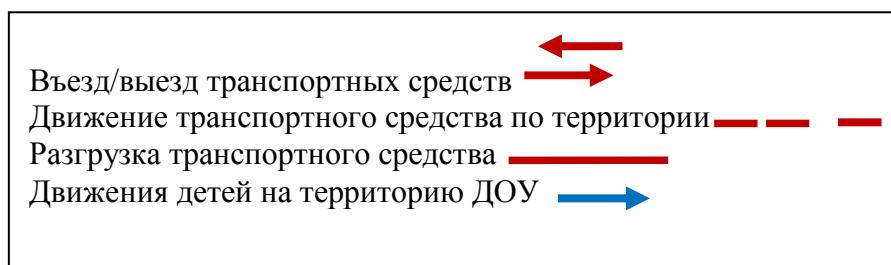 Въезд/выезд транспортных средств
Движение транспортного средства по территории
Разгрузка транспортного средства
Движения детей на территорию ДОУ